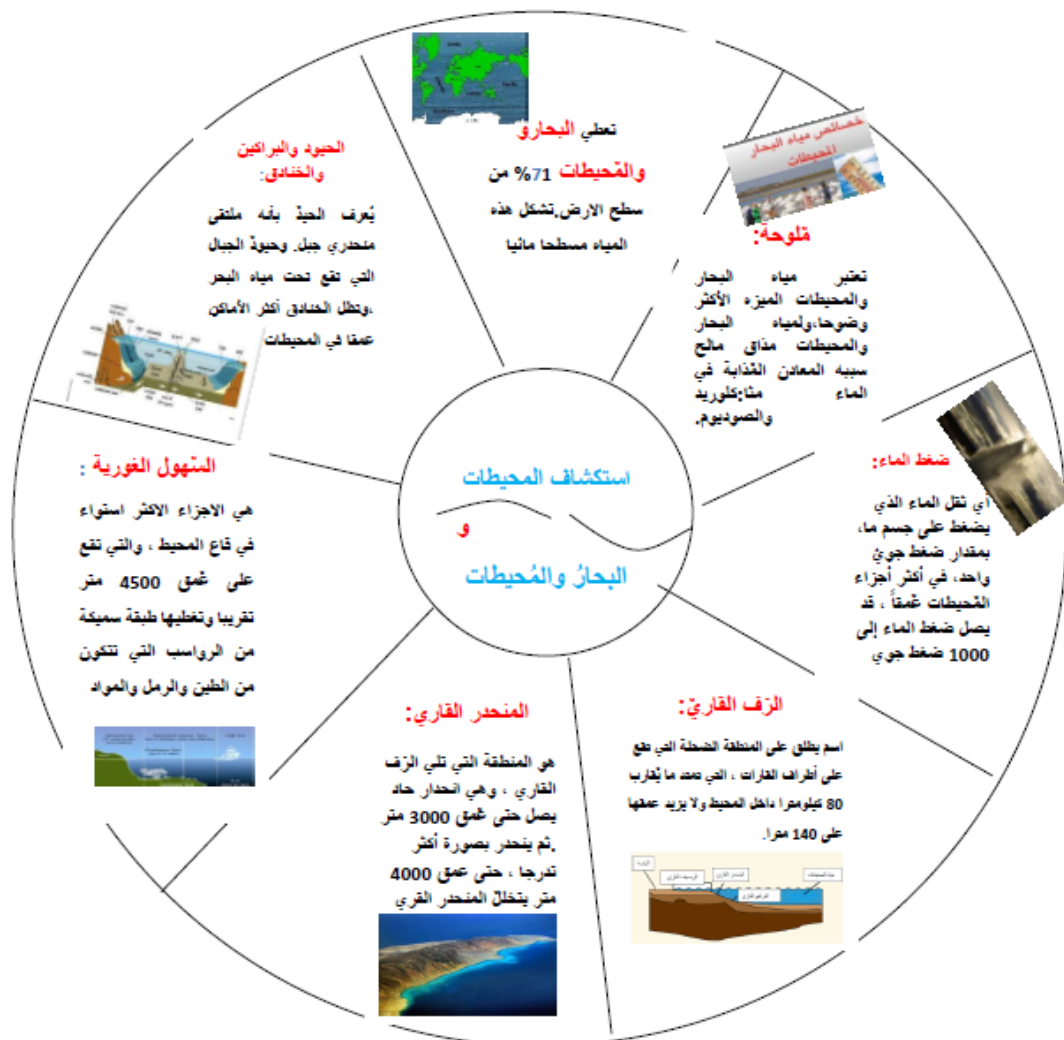 استكشاف المحيطات
و
البحارُ والمُحيطات
تعطي البحارو
والمُحيطات 71% من
سطح الارض.تشكل هذه
المياه مسطحا مائيا
خصائص مياه البحار
المحيطات
مُلوحة:
تعتبر مياه البحار
والمحيطات الميزه الأكثر
وضوحا،ولمياه البحار
والمحيطات مذاق مالح
سببه المعادن المُذابة في
الماء مثا:كلوريد
والصوديوم.
ضغط الماء:
اي ثقل الماء الذي
يضغط على جسم ما،
بمقدار ضغط جويّ
واحد، في أكثر أجزاء
المُحيطات عُمقاً ، قد
يصل ضغط الماء إلى
1000 ضغط جوي
الرّف القاريّ:
اسم يطلق على المنطقة الضحلة التي تقع
على أطراف القارات ، التي تمتد ما يُقارب
80 كيلومترا داخل المحيط ولا يزيد عمقها
على 140 مترا.
المنحدر القاري:
هو المنطقة التي تلي الرّف
القاري ، وهي انحدار حاد
يصل حتى عُمق 3000 متر
.ثم ينحدر بصورة أكثر
تدرجا ، حتى عمق 4000
متر يتخللّ المنحدر القري
السّهول الغورية :
هي الاجزاء الاكثر استواء
في قاع المحيط ، والتي تقع
على عُمق 4500 متر
تقريبا وتغطيها طبقة سميكة
من الرواسب التي تتكون
من الطين والرمل والمواد
الحيود والبراكين
والخنادق:
يُعرف الحيدّ بأنه ملتقى
منحدري جبل. وحيودّ الجبال
التي تقع تحت مياه البحر
،وتظل الخنادق أكثر الأماكن
عمقا في المحيطات